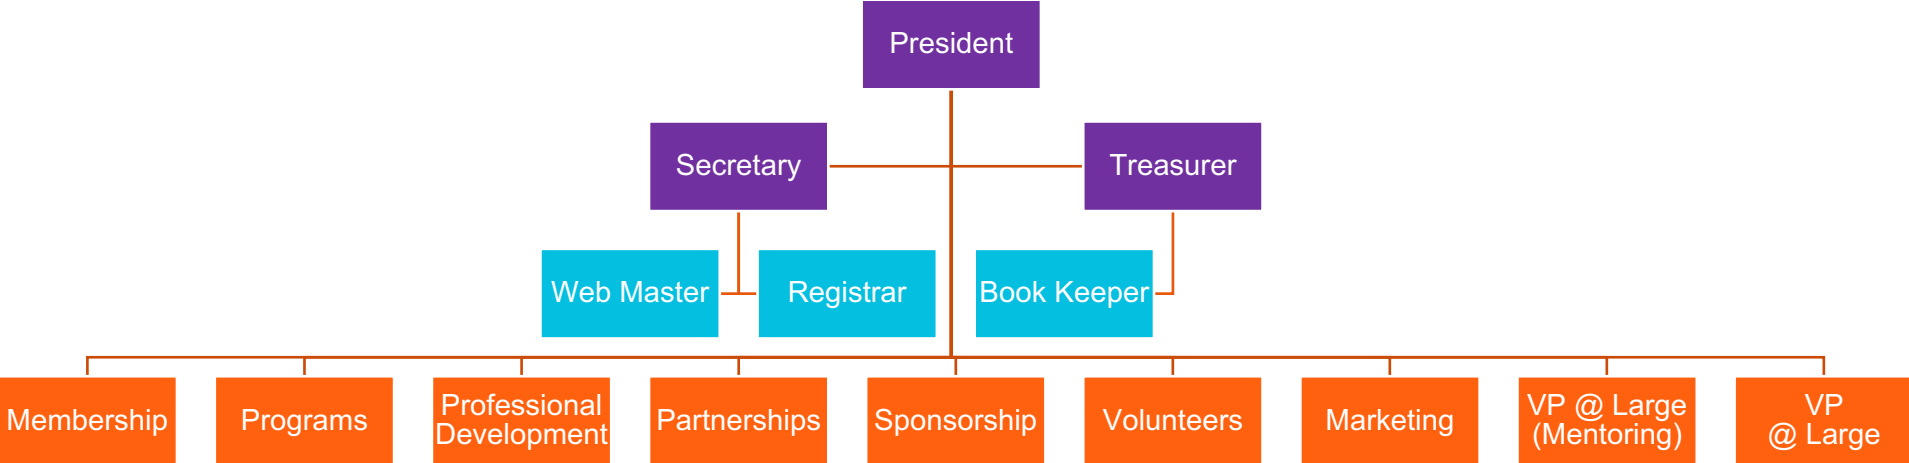 President
Secretary
Treasurer
Web Master
Registrar
Book Keeper
Membership
Programs
Professional
Development
Partnerships
Sponsorship
Volunteers
Marketing
VP @ Large
(Mentoring)
VP
@ Large